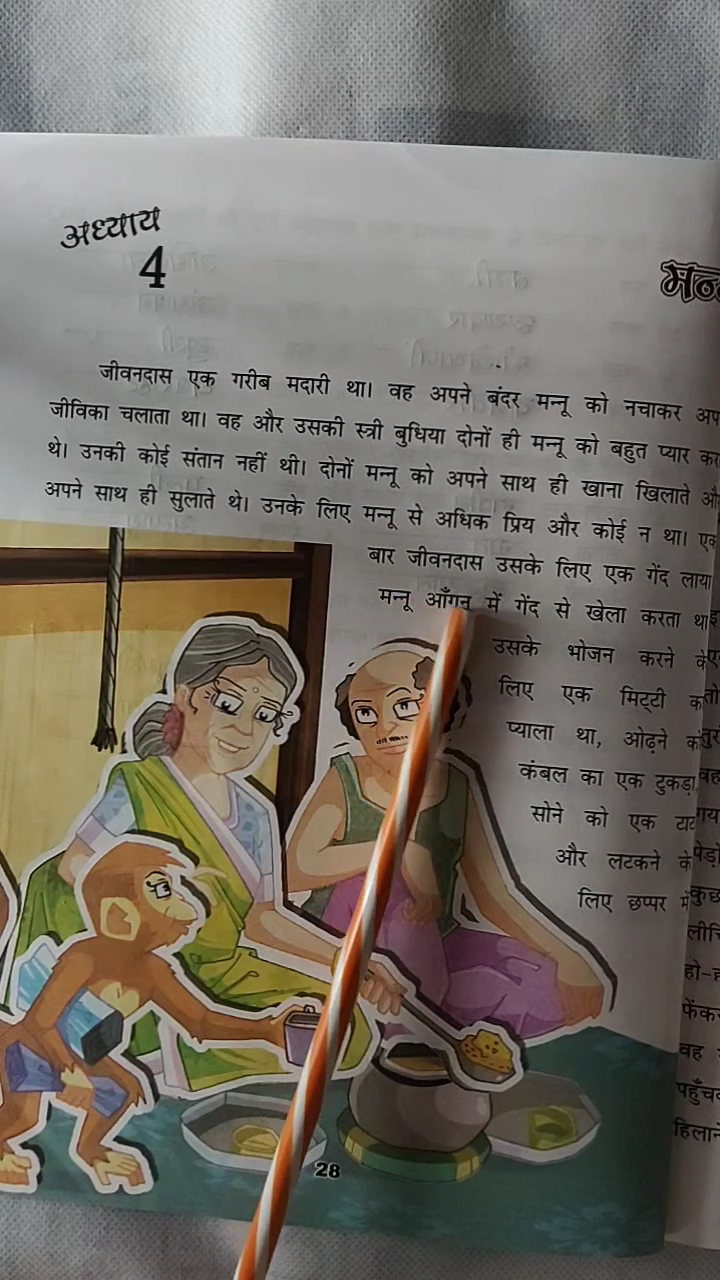 अध्याय
4
जीवनदास एक गरीब मदारी था। वह अपने बंदर मन्नू को नचाकर
जीविका चलाता था। वह और उसकी स्त्री बुधिया दोनों ही मन्नू को बहुत प्यार
थे। उनकी कोई संतान नहीं थी। दोनों मन्नू को अपने साथ ही खाना खिलाते
अपने साथ ही सुलाते थे। उनके लिए मन्नू से अधिक प्रिय और कोई न था। एक
बार जीवनदास उसके लिए एक गेंद लाया
मन्नू आँगन में गेंद से खेला करता
उसके भोजन करने के
लिए एक मिट्टी का
प्याला था, ओढ़ने को
कंबल का एक टुकड़ा,
सोने को एक टाट
और लटकने के
लिए छप्पर में
28